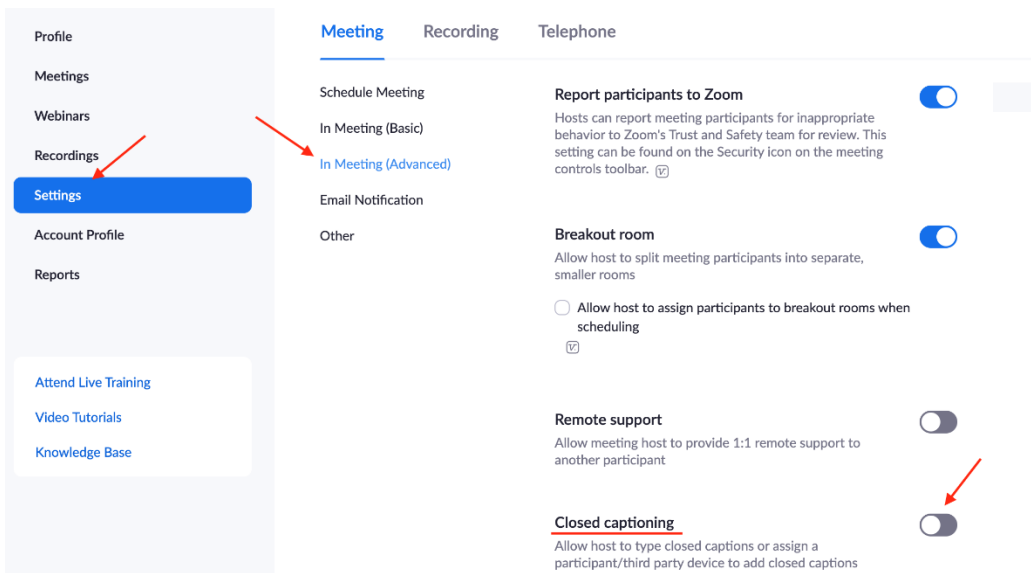 Profile
Meetings
Webinars
Recordings
Settings
Account Profile
Reports
Attend Live Training
Video Tutorials
Knowledge Base
Meeting
Recording
Telephone
Schedule Meeting
In Meeting (Basic)
In Meeting (Advanced)
Email Notification
Other
Report participants to Zoom
Hosts can report meeting participants for inappropriate
behavior to Zoom's Trust and Safety team for review. This
setting can be found on the Security icon on the meeting
controls toolbar.
Breakout room
Allow host to split meeting participants into separate,
smaller rooms
Allow host to assign participants to breakout rooms when
scheduling
Remote support
Allow meeting host to provide 1:1 remote support to
another participant
Closed captioning
Allow host to type closed captions or assign a
participant/third party device to add closed captions